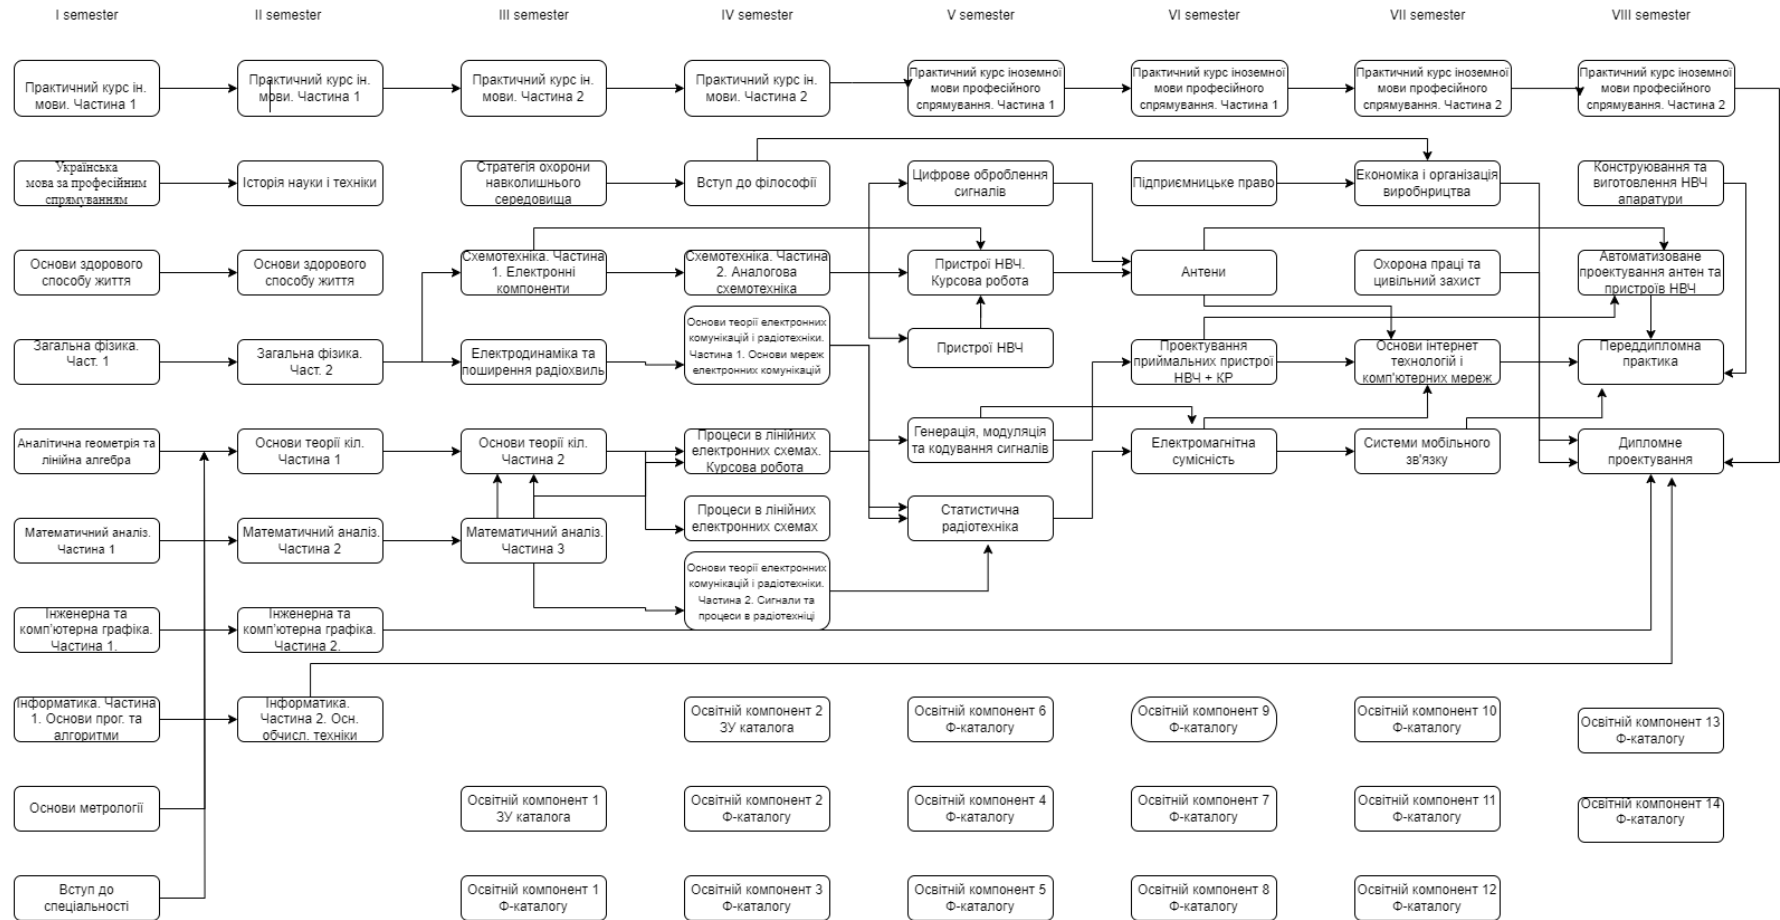 I semester
II semester
III semester
IV semester
V semester
VI semester
VII semester
VIII semester
Практичний курс ін.
мови. Частина 1
Практичний курс ін.
мови. Частина 1
Практичний курс ін.
мови. Частина 2
Практичний курс ін.
мови. Частина 2
Практичний курс іноземної
мови професійного
спрямування. Частина 1
Практичний курс іноземної
мови професійного
спрямування. Частина 1
Практичний курс іноземної
мови професійного
спрямування. Частина 2
Практичний курс іноземної
мови професійного
спрямування. Частина 2
Українська
мова за професійним
спрямуванням
Історія науки і техніки
Стратегія охорони
навколишнього
середовища
Вступ до філософії
Цифрове оброблення
сигналів
Підприємницьке право
Економіка і організація
виробнрицтва
Конструювання та
виготовлення НВЧ
апаратури
Основи здорового
способу життя
Основи здорового
способу життя
Схемотехніка. Частина
1. Електронні
компоненти
Схемотехніка. Частина
2. Аналогова
схемотехніка
Пристрої НВЧ.
Курсова робота
Антени
Охорона праці та
цивільний захист
Автоматизоване
проектування антен та
пристроїв НВЧ
Загальна фізика.
Част. 1
Загальна фізика.
Част. 2
Електродинаміка та
поширення радіохвиль
Основи теорії електронних
комунікацій і радіотехніки.
Частина 1. Основи мереж
електронних комунікацій
Пристрої НВЧ
Проектування
приймальних пристрої
НВЧ + КР
Основи інтернет
технологій і
комп'ютерних мереж
Переддипломна
практика
Аналітична геометрія та
лінійна алгебра
Основи теорії кіл.
Частина 1
Основи теорії кіл.
Частина 2
Процеси в лінійних
електронних схемах.
Курсова робота
Генерація, модуляція
та кодування сигналів
Електромагнітна
сумісність
Системи мобільного
зв'язку
Дипломне
проектування
Математичний аналіз.
Частина 1
Математичний аналіз.
Частина 2
Математичний аналіз.
Частина 3
Процеси в лінійних
електронних схемах
Статистична
радіотехніка
Основи теорії електронних
комунікацій і радіотехніки.
Частина 2. Сигнали та
процеси в радіотехніці
Інженерна та
комп'ютерна графіка.
Частина 1.
Інженерна та
комп'ютерна графіка.
Частина 2.
Інформатика. Частина
1. Основи прог. та
алгоритми
Інформатика.
Частина 2. Осн.
обчисл. техніки
Освітній компонент 2
ЗУ каталога
Освітній компонент 6
Ф-каталогу
Освітній компонент 9
Ф-каталогу
Освітній компонент 10
Ф-каталогу
Освітній компонент 13
Ф-каталогу
Основи метрології
Освітній компонент 1
ЗУ каталога
Освітній компонент 2
Ф-каталогу
Освітній компонент 4
Ф-каталогу
Освітній компонент 7
Ф-каталогу
Освітній компонент 11
Ф-каталогу
Освітній компонент 14
Ф-каталогу
Вступ до
спеціальності
Освітній компонент 1
Ф-каталогу
Освітній компонент 3
Ф-каталогу
Освітній компонент 5
Ф-каталогу
Освітній компонент 8
Ф-каталогу
Освітній компонент 12
Ф-каталогу